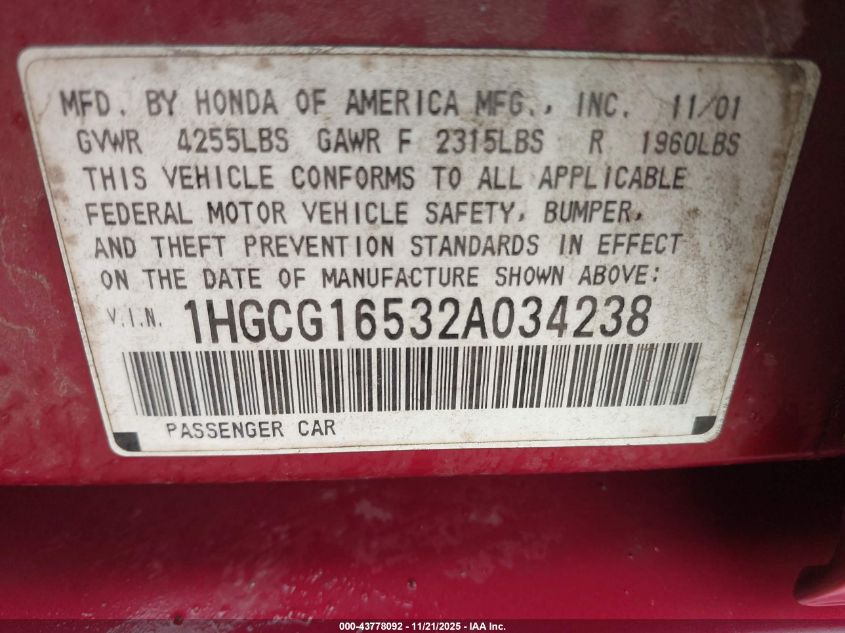 MFD. BY HONDA OF AMERICA MFG., INC. 11/01
GVWR 4255LBS GAWR F 2315LBS R 1960LBS
THIS VEHICLE CONFORMS TO ALL APPLICABLE
FEDERAL MOTOR VEHICLE SAFETY, BUMPER,
AND THEFT PREVENTION STANDARDS IN EFFECT
ON THE DATE OF MANUFACTURE SHOWN ABOVE:
V.I.N. 1HGCG16532A034238
PASSENGER CAR
000-43778092 - 11/21/2025 - IAA Inc.